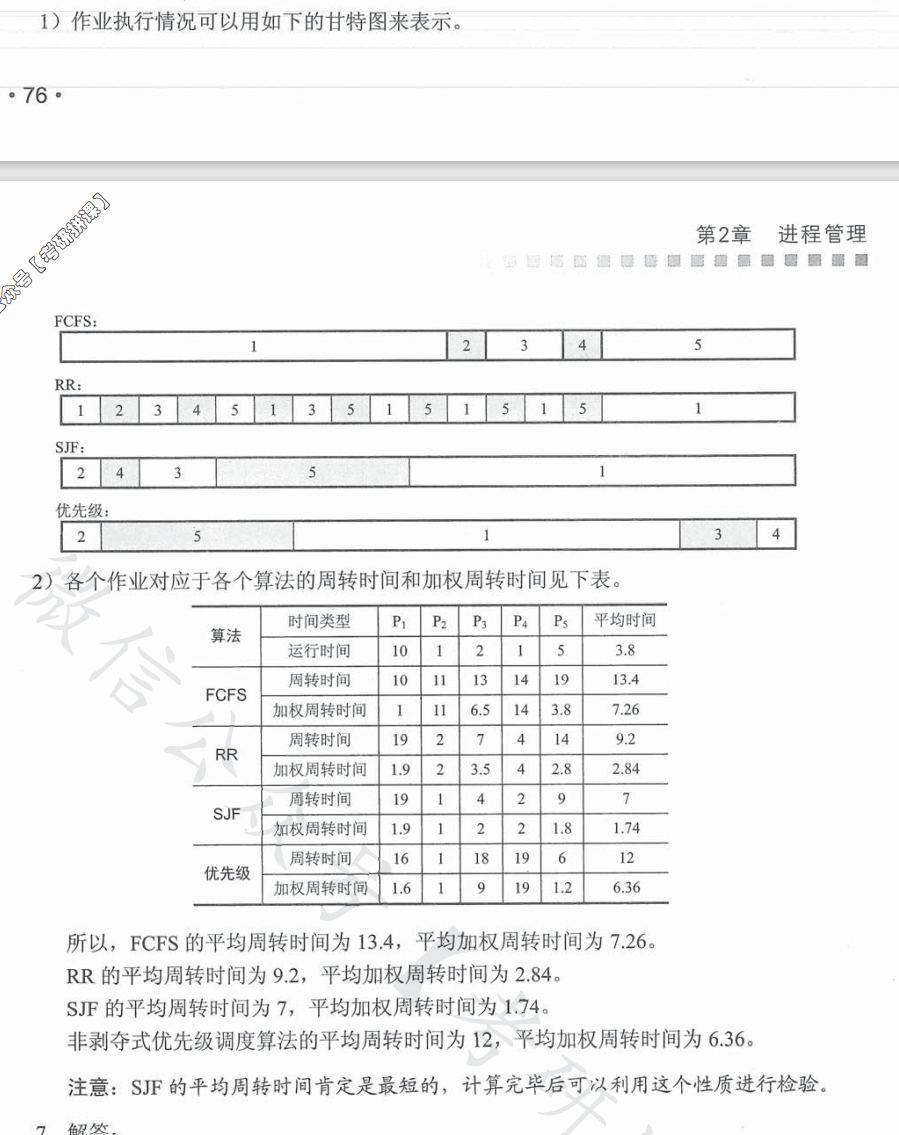 1）作业执行情况可以用如下的甘特图来表示。
• 76 •
众号【考研拼课】
第2章 进程管理
FCFS：
1 2 3 4 5
RR：
1 2 3 4 5 1 3 5 1 5 1 5 1 5 1
SJF：
2 4 3 5 1
优先级：
2 5 1 3 4
2）各个作业对应于各个算法的周转时间和加权周转时间见下表。
算法 时间类型 P1 P2 P3 P4 P5 平均时间
运行时间 10 1 2 1 5 3.8
FCFS 周转时间 10 11 13 14 19 13.4
加权周转时间 1 11 6.5 14 3.8 7.26
RR 周转时间 19 2 7 4 14 9.2
加权周转时间 1.9 2 3.5 4 2.8 2.84
SJF 周转时间 19 1 4 2 9 7
加权周转时间 1.9 1 2 2 1.8 1.74
优先级 周转时间 16 1 18 19 6 12
加权周转时间 1.6 1 9 19 1.2 6.36
所以，FCFS 的平均周转时间为 13.4，平均加权周转时间为 7.26。
RR 的平均周转时间为 9.2，平均加权周转时间为 2.84。
SJF 的平均周转时间为 7，平均加权周转时间为 1.74。
非剥夺式优先级调度算法的平均周转时间为 12，平均加权周转时间为 6.36。
注意：SJF 的平均周转时间肯定是最短的，计算完毕后可以利用这个性质进行检验。
7．解答：
微信公众号【考研